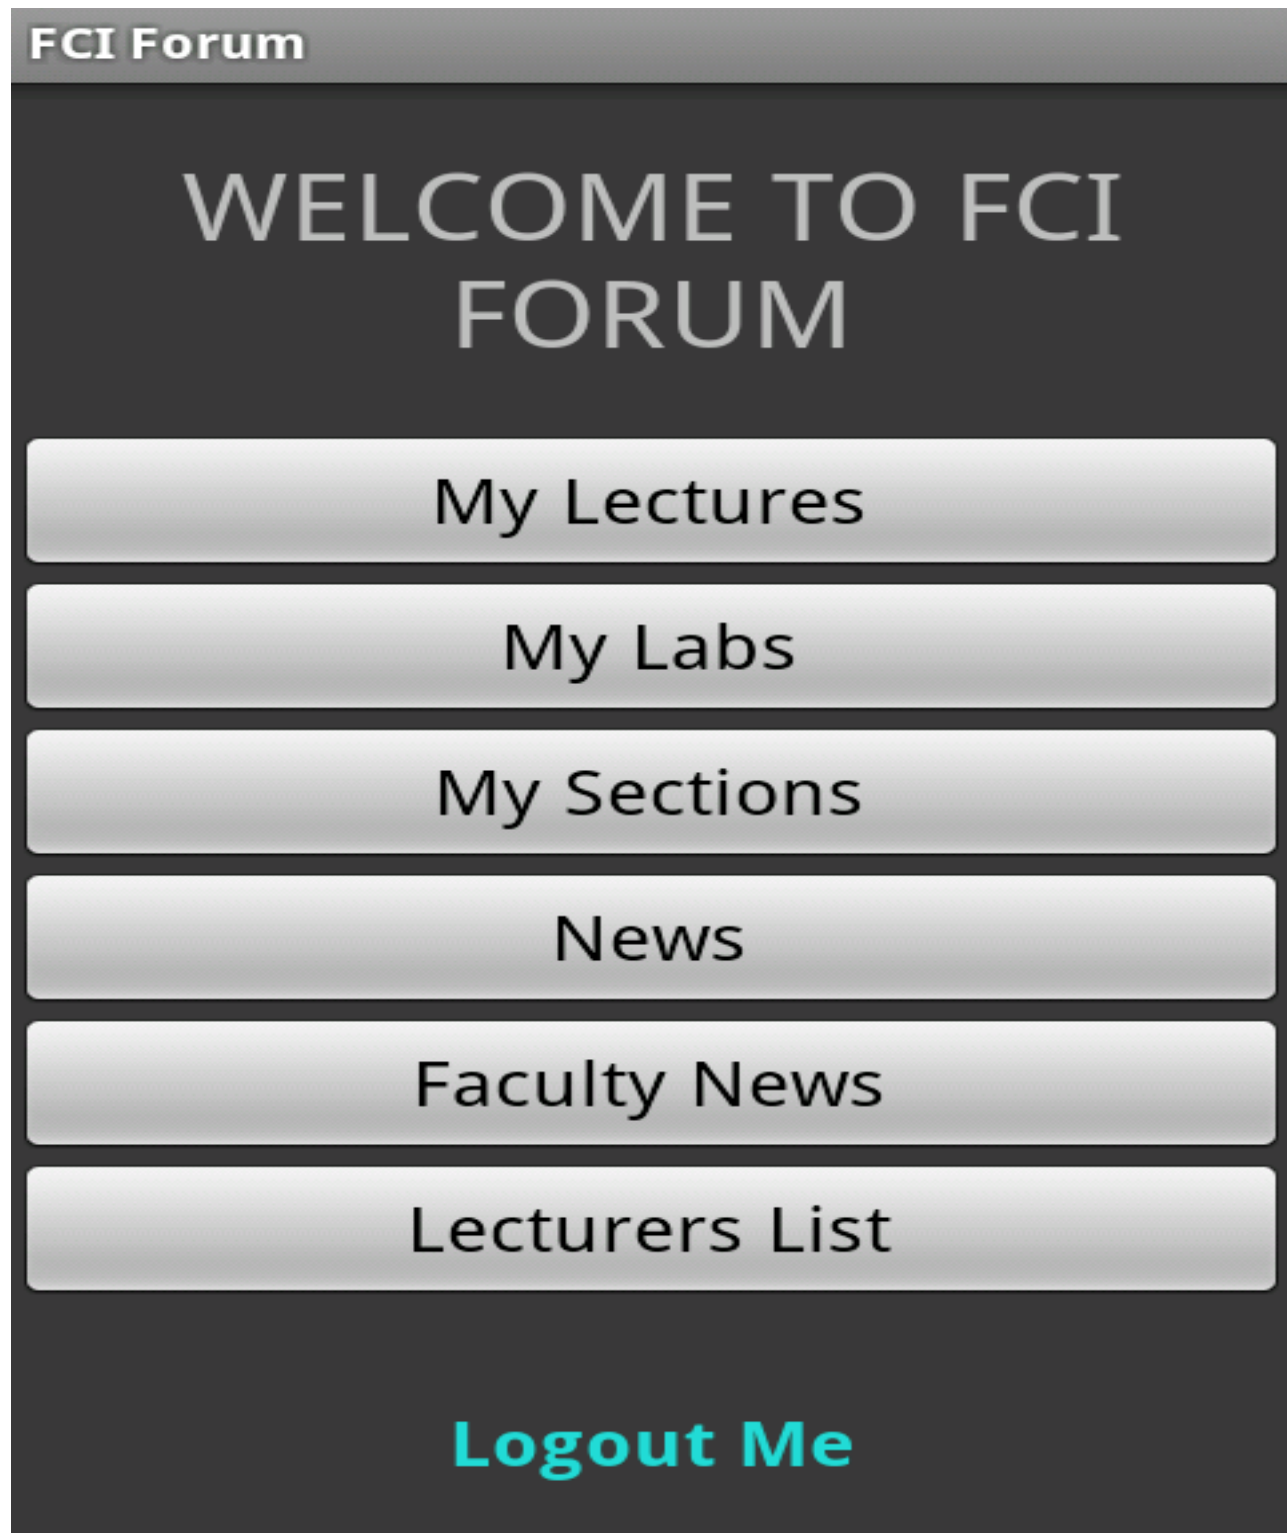 FCI Forum
WELCOME TO FCI
FORUM
My Lectures
My Labs
My Sections
News
Faculty News
Lecturers List
Logout Me